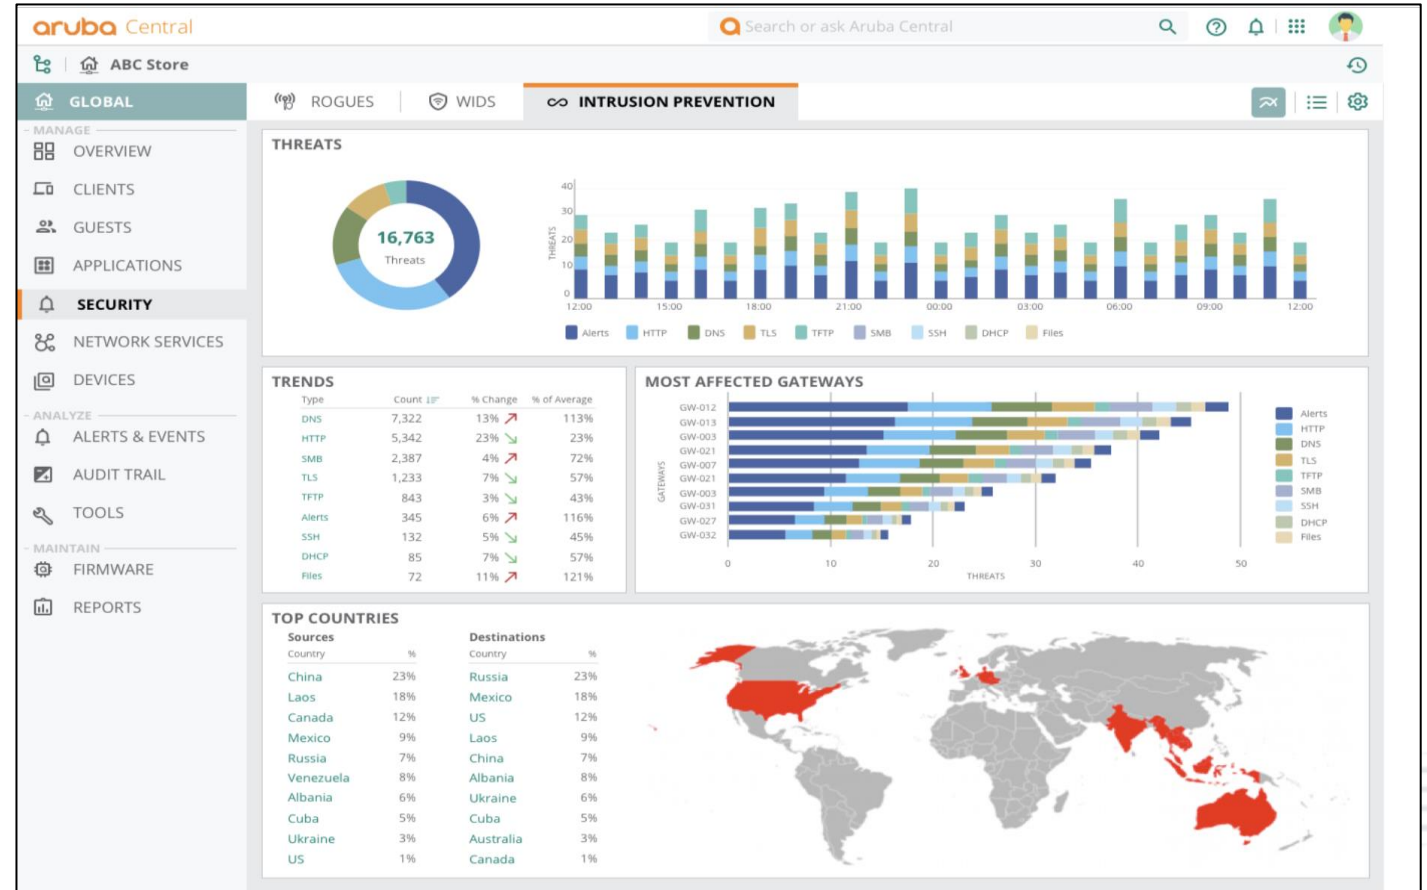 aruba Central
Search or ask Aruba Central
ABC Store
GLOBAL
MANAGE
OVERVIEW
CLIENTS
GUESTS
APPLICATIONS
SECURITY
NETWORK SERVICES
DEVICES
ANALYZE
ALERTS & EVENTS
AUDIT TRAIL
TOOLS
MAINTAIN
FIRMWARE
REPORTS
ROGUES WIDS INTRUSION PREVENTION
THREATS
16,763
Threats
THREATS
40
30
20
10
0
12:00 15:00 18:00 21:00 00:00 03:00 06:00 09:00 12:00
Alerts HTTP DNS TLS TFTP SMB SSH DHCP Files
TRENDS
Type Count % Change % of Average
DNS 7,322 13% 113%
HTTP 5,342 23% 23%
SMB 2,387 4% 72%
TLS 1,233 7% 57%
TFTP 843 3% 43%
Alerts 345 6% 116%
SSH 132 5% 45%
DHCP 85 7% 57%
Files 72 11% 121%
MOST AFFECTED GATEWAYS
GATEWAYS
GW-012
GW-013
GW-003
GW-021
GW-007
GW-021
GW-003
GW-031
GW-027
GW-032
0 10 20 30 40 50
THREATS
Alerts
HTTP
DNS
TLS
TFTP
SMB
SSH
DHCP
Files
TOP COUNTRIES
Sources Destinations
Country % Country %
China 23% Russia 23%
Laos 18% Mexico 18%
Canada 12% US 12%
Mexico 9% Laos 9%
Russia 7% China 7%
Venezuela 8% Albania 8%
Albania 6% Ukraine 6%
Cuba 5% Cuba 5%
Ukraine 3% Australia 3%
US 1% Canada 1%